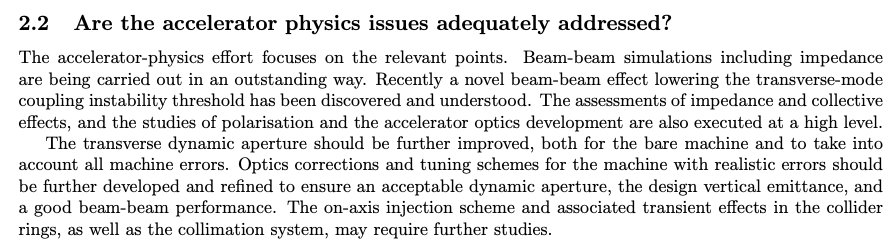 2.2 Are the accelerator physics issues adequately addressed?
The accelerator-physics effort focuses on the relevant points. Beam-beam simulations including impedance
are being carried out in an outstanding way. Recently a novel beam-beam effect lowering the transverse-mode
coupling instability threshold has been discovered and understood. The assessments of impedance and collective
effects, and the studies of polarisation and the accelerator optics development are also executed at a high level.
The transverse dynamic aperture should be further improved, both for the bare machine and to take into
account all machine errors. Optics corrections and tuning schemes for the machine with realistic errors should
be further developed and refined to ensure an acceptable dynamic aperture, the design vertical emittance, and
a good beam-beam performance. The on-axis injection scheme and associated transient effects in the collider
rings, as well as the collimation system, may require further studies.